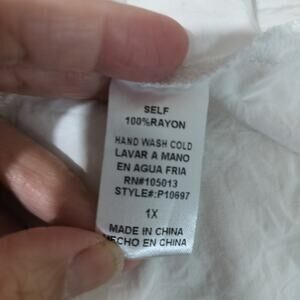 SELF
100%RAYON
HAND WASH COLD
LAVAR A MANO
EN AGUA FRIA
RN#105013
STYLE#:P10697
1X
MADE IN CHINA
HECHO EN CHINA